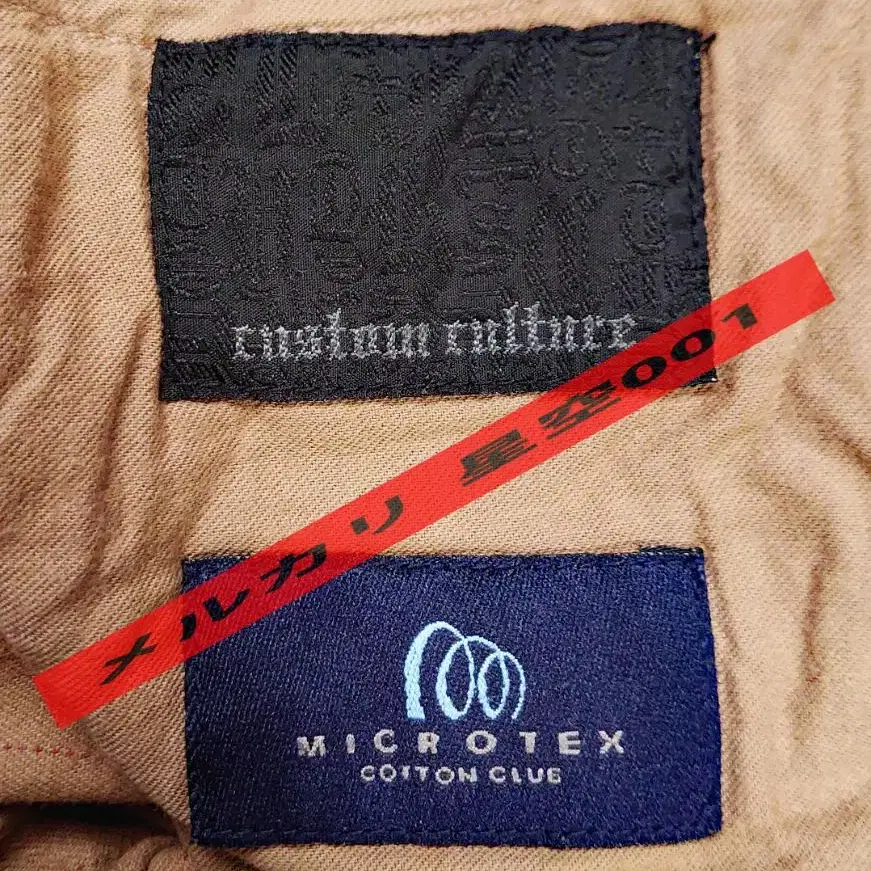 custom culture
メルカリ 星空001
MICROTEX
COTTON CLUB